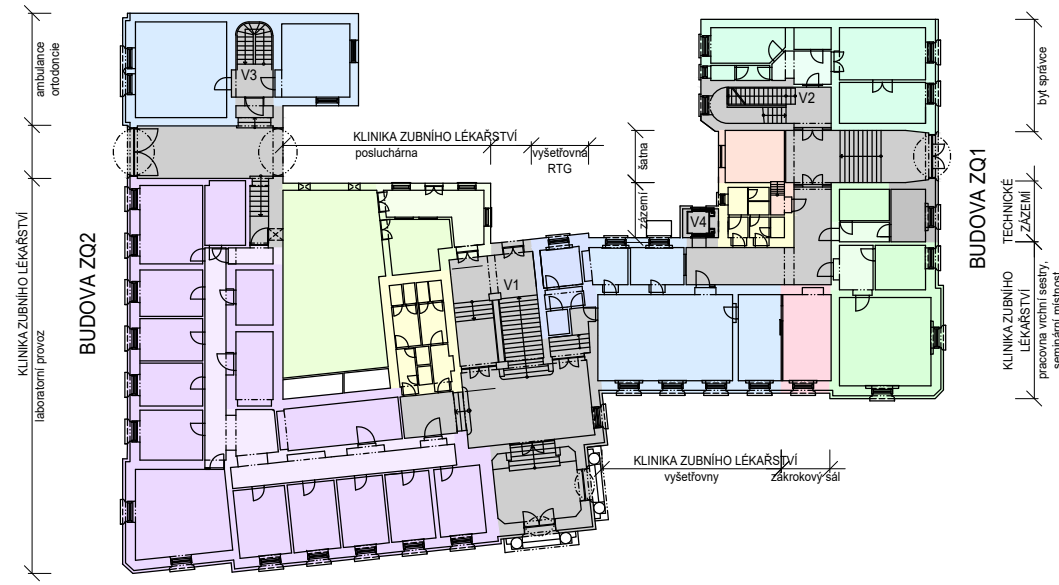 ambulance
ortodoncie
V3
KLINIKA ZUBNÍHO LÉKAŘSTVÍ
posluchárna
vyšetřovna
RTG
šatna
zázemí
V2
byt správce
V4
V1
TECHNICKÉ
ZÁZEMÍ
BUDOVA ZQ1
KLINIKA ZUBNÍHO
LÉKAŘSTVÍ
pracovna vrchní sestry,
seminární místnost
KLINIKA ZUBNÍHO LÉKAŘSTVÍ
laboratorní provoz
BUDOVA ZQ2
KLINIKA ZUBNÍHO LÉKAŘSTVÍ
vyšetřovny
zákrokový sál